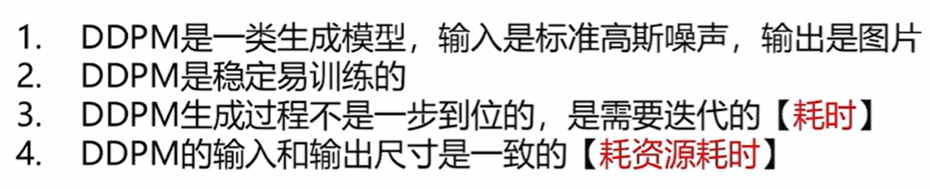 1. DDPM是一类生成模型，输入是标准高斯噪声，输出是图片
2. DDPM是稳定易训练的
3. DDPM生成过程不是一步到位的，是需要迭代的【耗时】
4. DDPM的输入和输出尺寸是一致的【耗资源耗时】